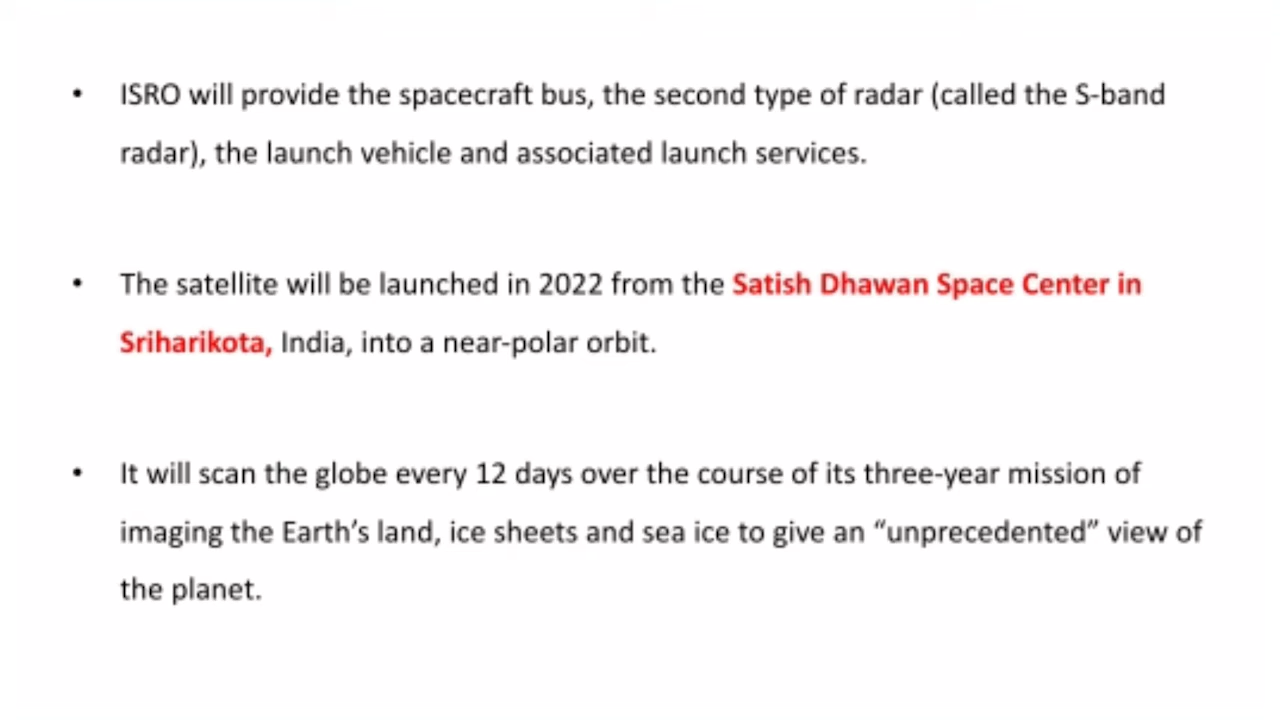 • ISRO will provide the spacecraft bus, the second type of radar (called the S-band
radar), the launch vehicle and associated launch services.
• The satellite will be launched in 2022 from the Satish Dhawan Space Center in
Sriharikota, India, into a near-polar orbit.
• It will scan the globe every 12 days over the course of its three-year mission of
imaging the Earth’s land, ice sheets and sea ice to give an “unprecedented” view of
the planet.